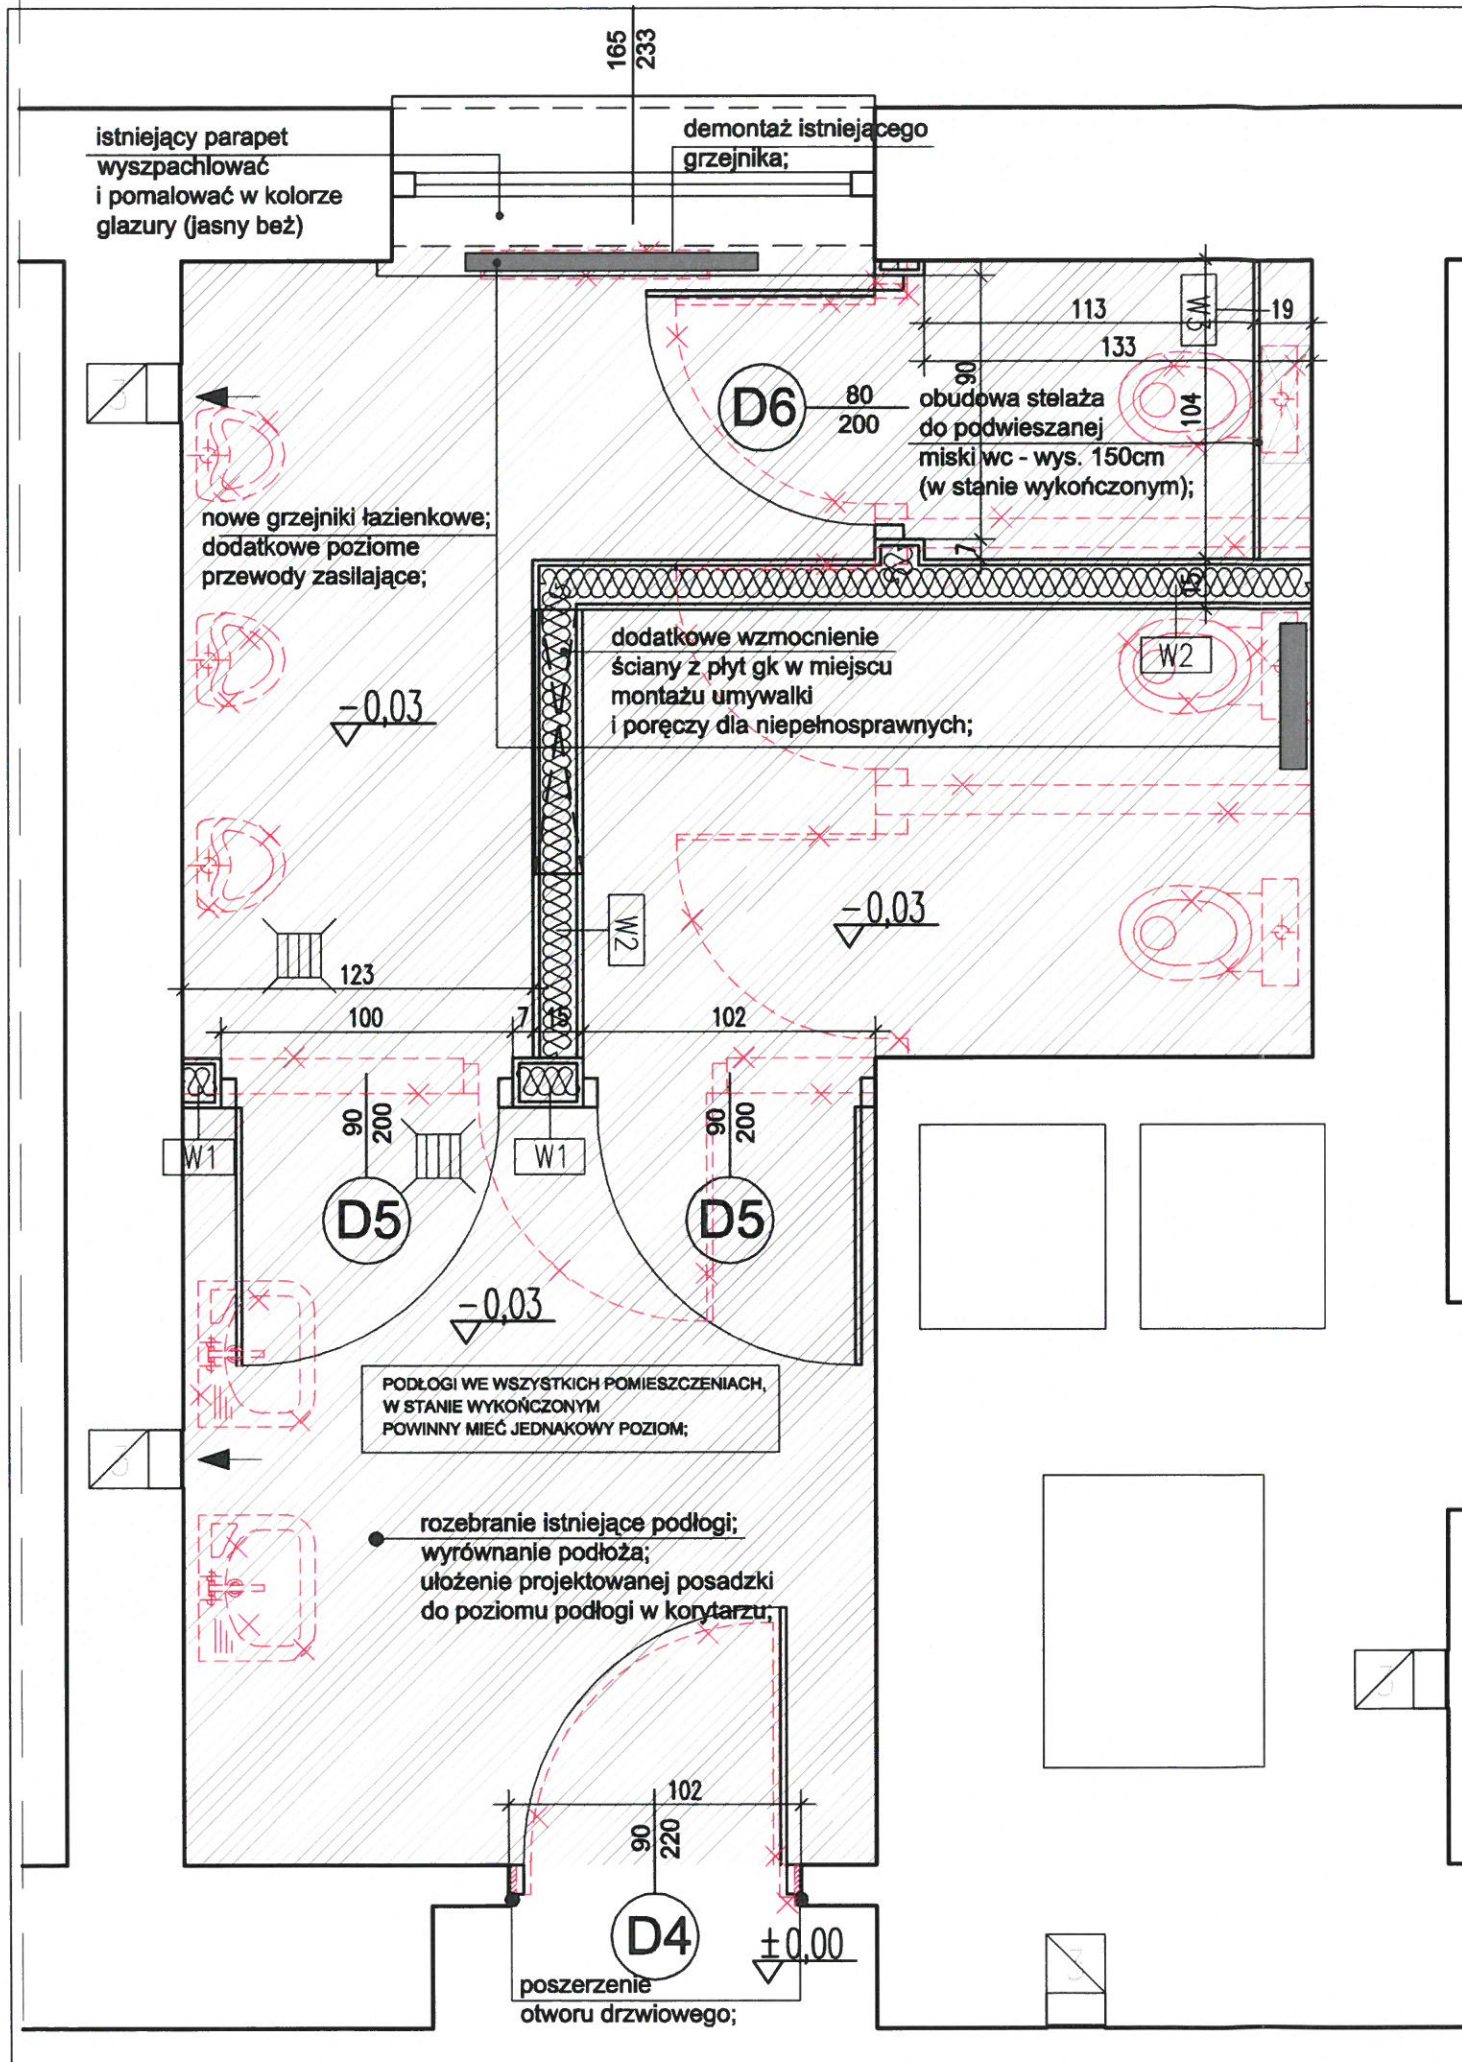 165
233
istniejący parapet
wyszpachlować
i pomalować w kolorze
glazury (jasny beż)
demontaż istniejącego
grzejnika;
W3
113
19
133
90
104
D6
80
200
obudowa stelaża
do podwieszanej
miski wc - wys. 150cm
(w stanie wykończonym);
nowe grzejniki łazienkowe;
dodatkowe poziome
przewody zasilające;
7
15
dodatkowe wzmocnienie
ściany z płyt gk w miejscu
montażu umywalki
i poręczy dla niepełnosprawnych;
W2
-0,03
-0,03
W2
123
100
7
15
102
90
200
90
200
W1
W1
D5
D5
-0,03
PODŁOGI WE WSZYSTKICH POMIESZCZENIACH,
W STANIE WYKOŃCZONYM
POWINNY MIEĆ JEDNAKOWY POZIOM;
rozebranie istniejące podłogi;
wyrównanie podłoża;
ułożenie projektowanej posadzki
do poziomu podłogi w korytarzu;
102
90
220
D4
±0,00
poszerzenie
otworu drzwiowego;